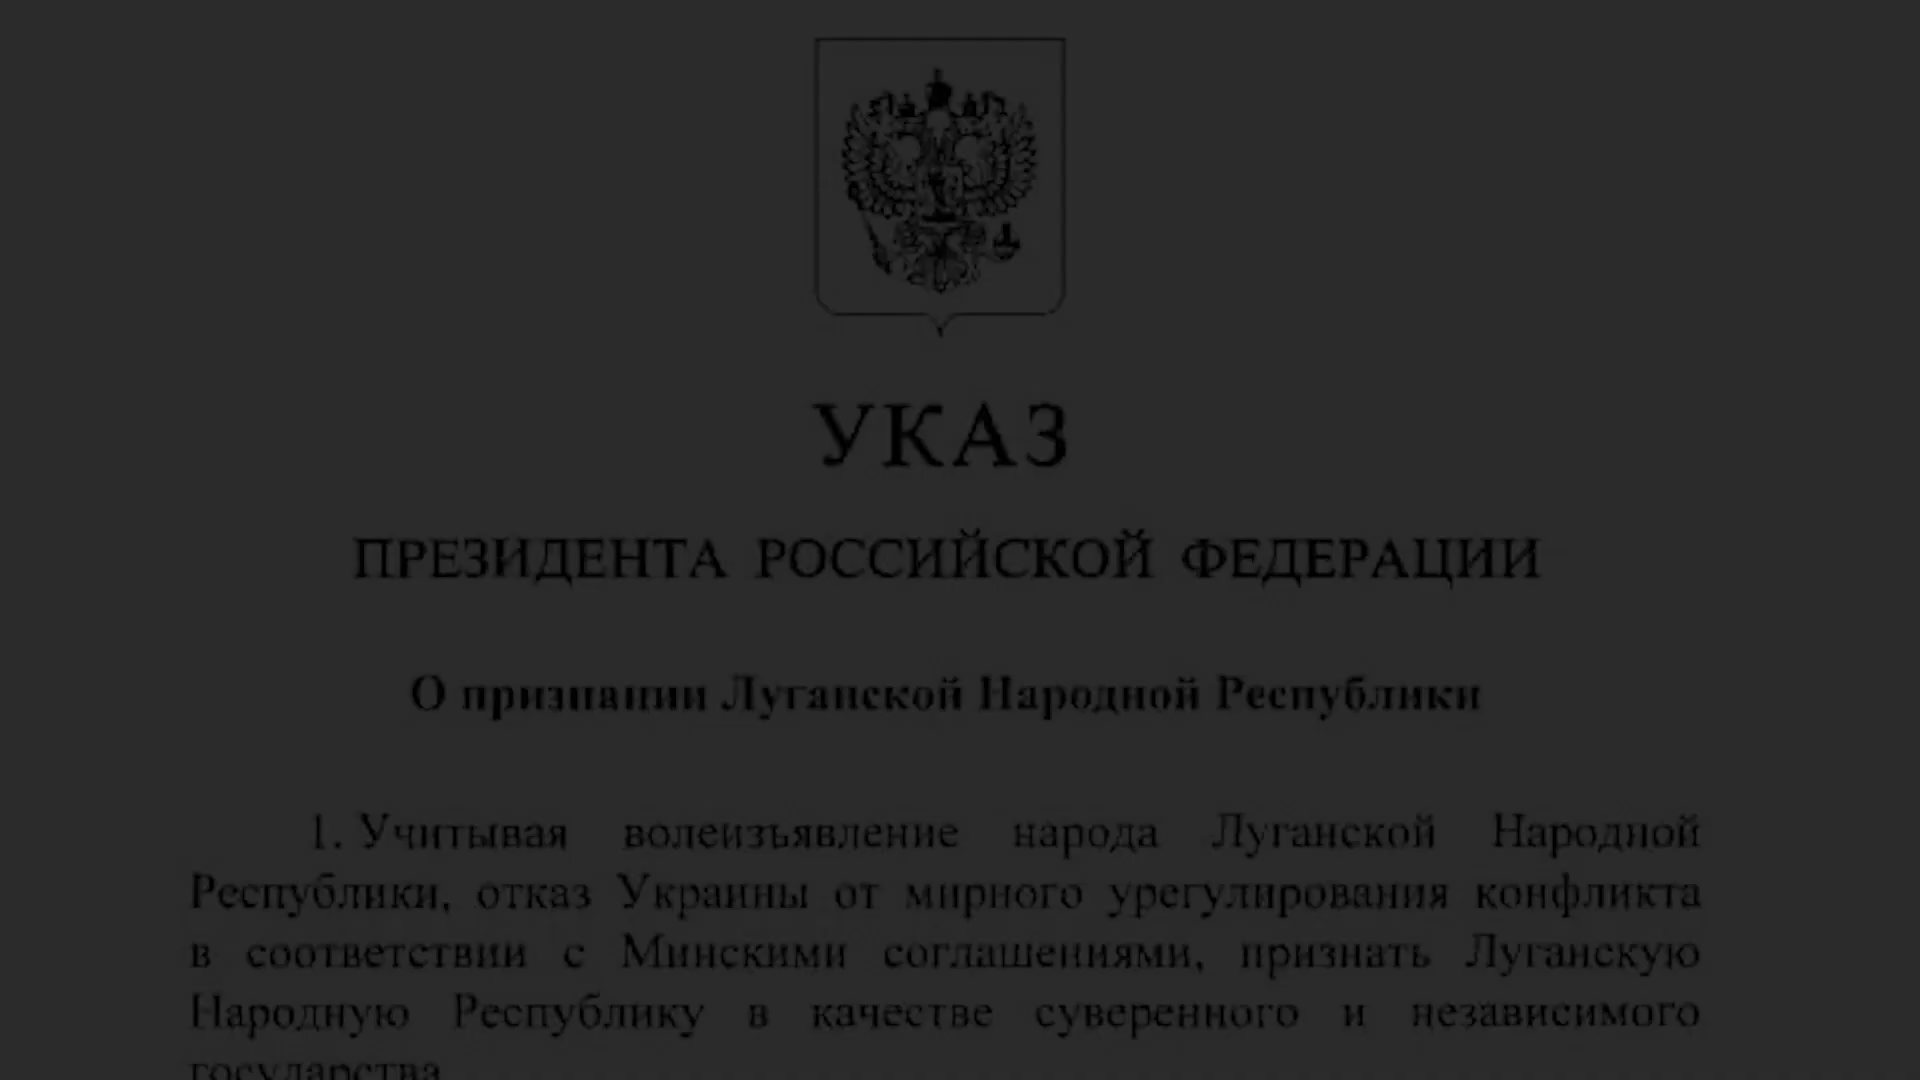 УКАЗ
ПРЕЗИДЕНТА РОССИЙСКОЙ ФЕДЕРАЦИИ
О признании Луганской Народной Республики
1. Учитывая волеизъявление народа Луганской Народной
Республики, отказ Украины от мирного урегулирования конфликта
в соответствии с Минскими соглашениями, признать Луганскую
Народную Республику в качестве суверенного и независимого
государства